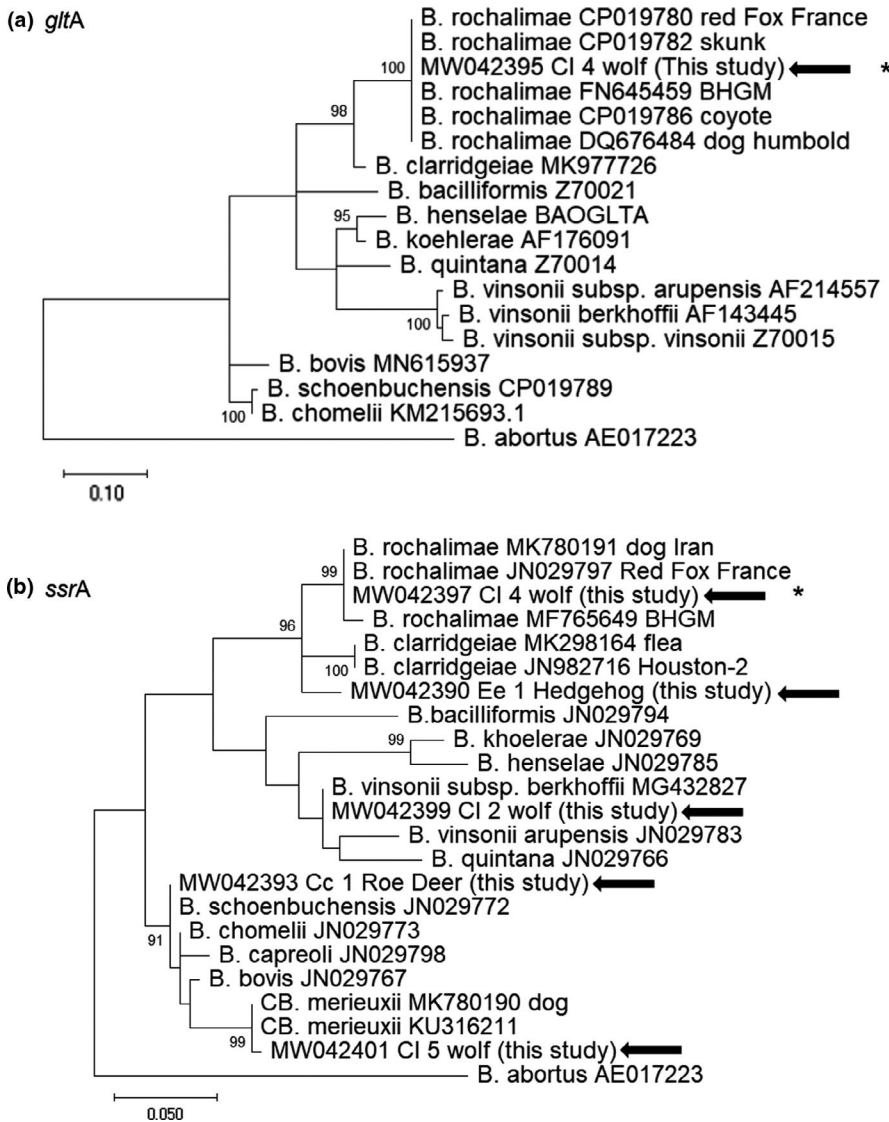 (a) gltA
B. rochalimae CP019780 red Fox France
B. rochalimae CP019782 skunk
MW042395 Cl 4 wolf (This study) *
100
B. rochalimae FN645459 BHGM
B. rochalimae CP019786 coyote
98
B. rochalimae DQ676484 dog humbold
B. clarridgeiae MK977726
B. bacilliformis Z70021
95
B. henselae BAOGLTA
B. koehlerae AF176091
B. quintana Z70014
B. vinsonii subsp. arupensis AF214557
B. vinsonii berkhoffii AF143445
100
B. vinsonii subsp. vinsonii Z70015
B. bovis MN615937
B. schoenbuchensis CP019789
100
B. chomelii KM215693.1
B. abortus AE017223
0.10
(b) ssrA
B. rochalimae MK780191 dog Iran
99
B. rochalimae JN029797 Red Fox France
MW042397 Cl 4 wolf (this study) *
B. rochalimae MF765649 BHGM
96
B. clarridgeiae MK298164 flea
100
B. clarridgeiae JN982716 Houston-2
MW042390 Ee 1 Hedgehog (this study)
B.bacilliformis JN029794
99
B. khoelerae JN029769
B. henselae JN029785
B. vinsonii subsp. berkhoffii MG432827
MW042399 Cl 2 wolf (this study)
B. vinsonii arupensis JN029783
B. quintana JN029766
MW042393 Cc 1 Roe Deer (this study)
B. schoenbuchensis JN029772
91
B. chomelii JN029773
B. capreoli JN029798
B. bovis JN029767
CB. merieuxii MK780190 dog
CB. merieuxii KU316211
99
MW042401 Cl 5 wolf (this study)
B. abortus AE017223
0.050